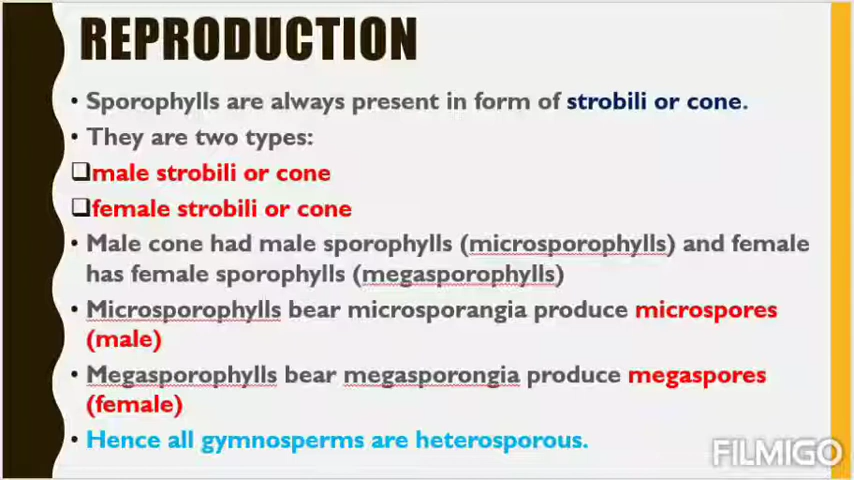 REPRODUCTION
• Sporophylls are always present in form of strobili or cone.
• They are two types:
❑male strobili or cone
❑female strobili or cone
• Male cone had male sporophylls (microsporophylls) and female
has female sporophylls (megasporophylls)
• Microsporophylls bear microsporangia produce microspores
(male)
• Megasporophylls bear megasporongia produce megaspores
(female)
• Hence all gymnosperms are heterosporous.
FILMIGO